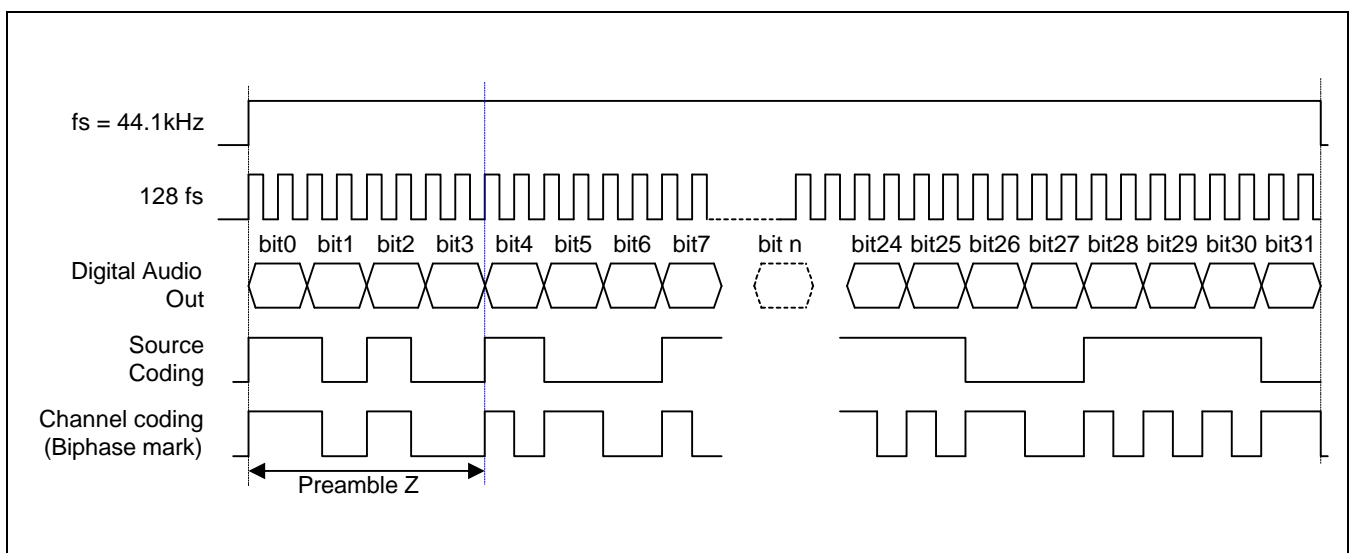 fs = 44.1kHz
128 fs
bit0 bit1 bit2 bit3 bit4 bit5 bit6 bit7 bit n bit24 bit25 bit26 bit27 bit28 bit29 bit30 bit31
Digital Audio
Out
Source
Coding
Channel coding
(Biphase mark)
Preamble Z